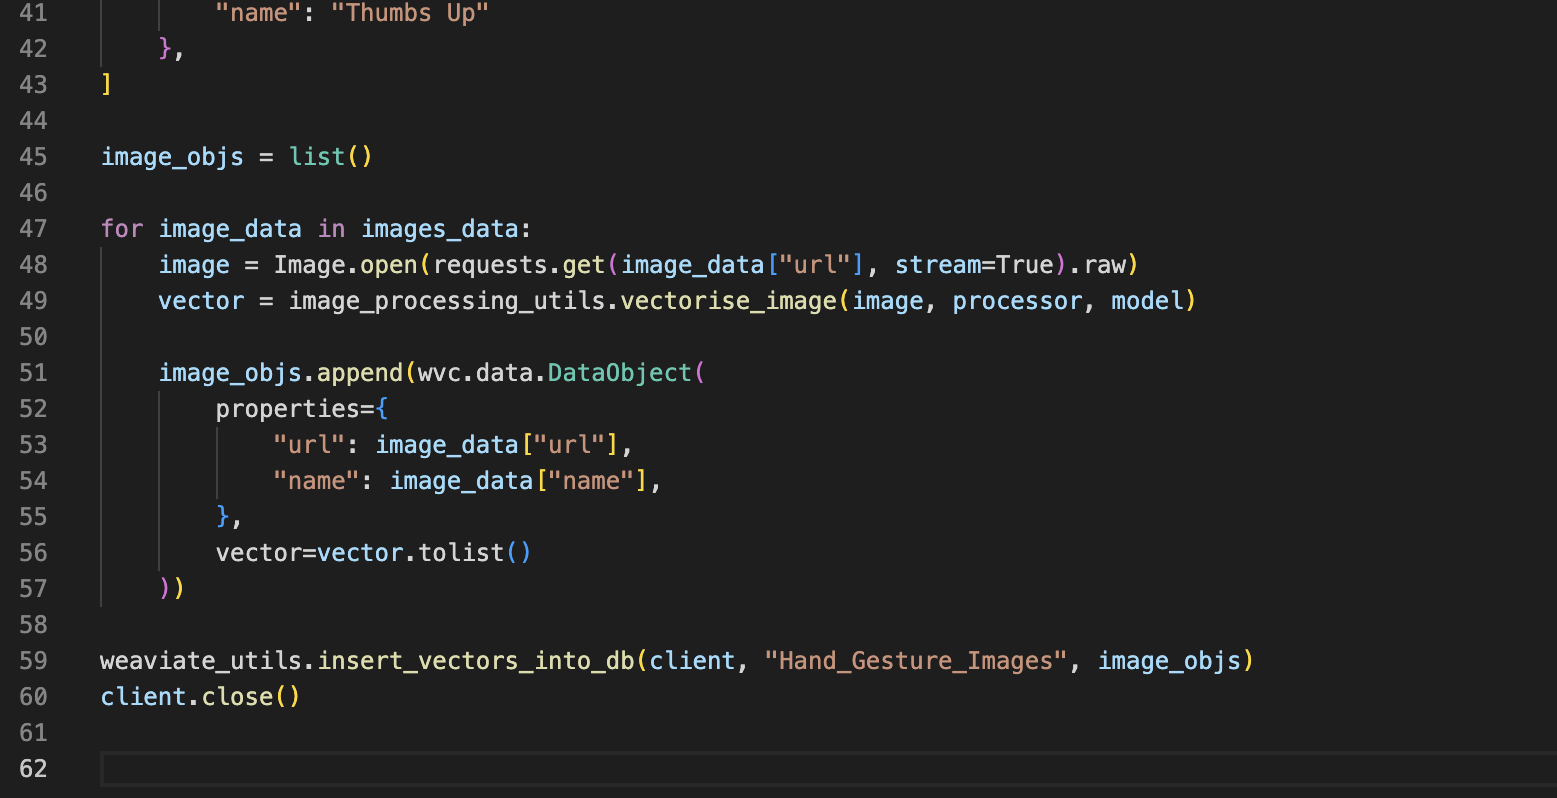 41 "name": "Thumbs Up"
42 },
43 ]
44
45 image_objs = list()
46
47 for image_data in images_data:
48 image = Image.open(requests.get(image_data["url"], stream=True).raw)
49 vector = image_processing_utils.vectorise_image(image, processor, model)
50
51 image_objs.append(wvc.data.DataObject(
52 properties={
53 "url": image_data["url"],
54 "name": image_data["name"],
55 },
56 vector=vector.tolist()
57 ))
58
59 weaviate_utils.insert_vectors_into_db(client, "Hand_Gesture_Images", image_objs)
60 client.close()
61
62